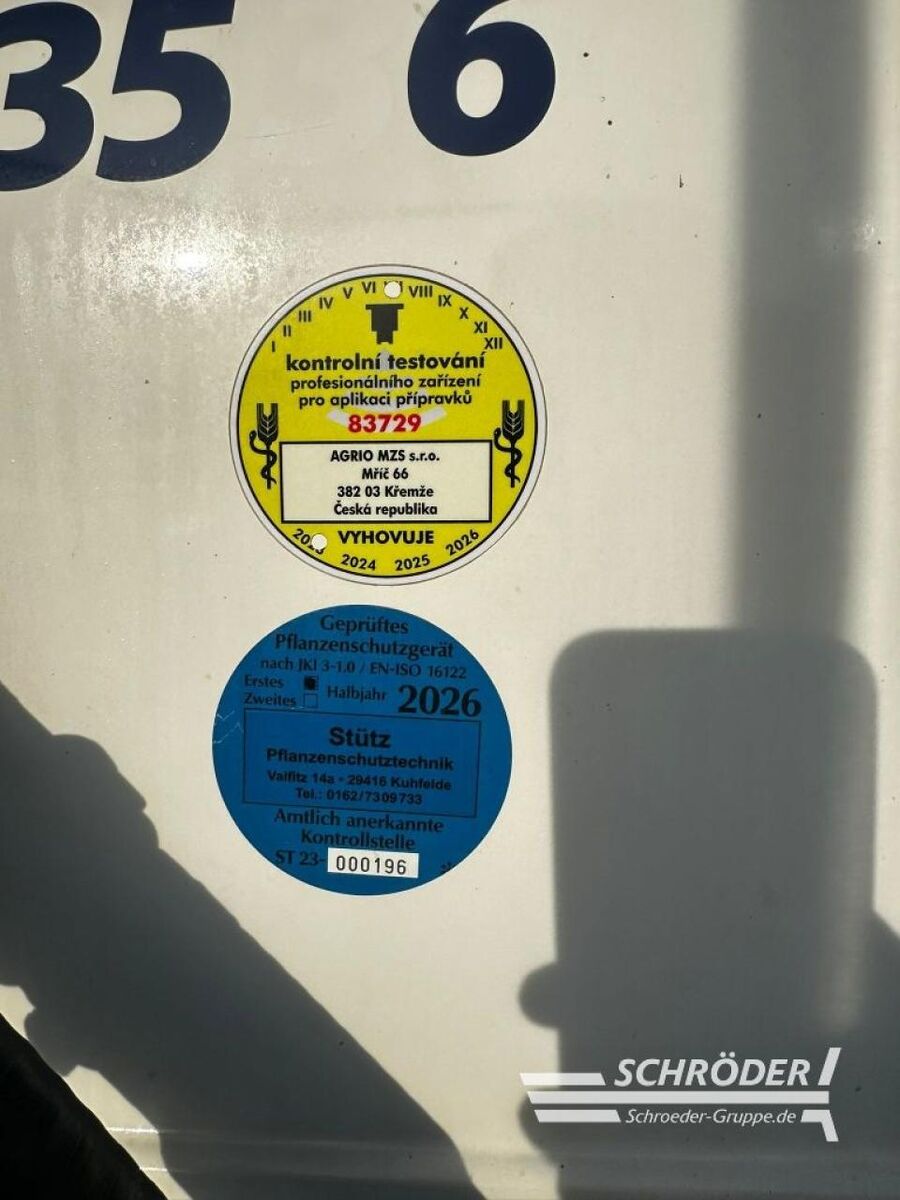 35 6
I II III IV V VI VIII IX X XI XII
kontrolní testování
profesionálního zařízení
pro aplikaci přípravků
83729
AGRIO MZS s.r.o.
Mříč 66
382 03 Křemže
Česká republika
VYHOVUJE
2024 2025 2026
Geprüftes
Pflanzenschutzgerät
nach JKI 3-1.0 / EN-ISO 16122
Erstes
Zweites Halbjahr 2026
Stütz
Pflanzenschutztechnik
Valfitz 14a • 29416 Kuhfelde
Tel.: 0162/7309733
Amtlich anerkannte
Kontrollstelle
ST 23- 000196
SCHRÖDER
Schroeder-Gruppe.de